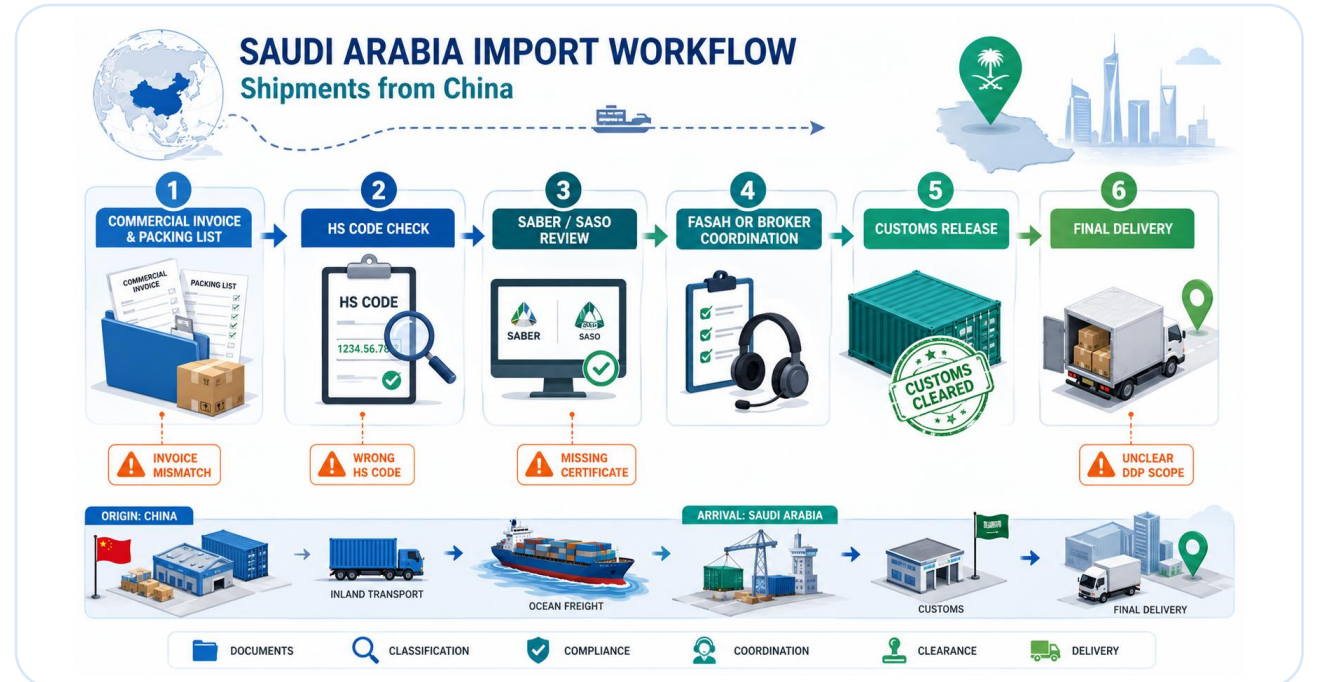 SAUDI ARABIA IMPORT WORKFLOW
Shipments from China
1
COMMERCIAL INVOICE
& PACKING LIST
COMMERCIAL
INVOICE
PACKING LIST
2
HS CODE CHECK
HS CODE
1234.56.78
3
SABER / SASO
REVIEW
SABER
SASO
4
FASAH OR BROKER
COORDINATION
5
CUSTOMS RELEASE
CUSTOMS
CLEARED
6
FINAL DELIVERY
INVOICE
MISMATCH
WRONG
HS CODE
MISSING
CERTIFICATE
UNCLEAR
DDP SCOPE
ORIGIN: CHINA
INLAND TRANSPORT
OCEAN FREIGHT
ARRIVAL: SAUDI ARABIA
CUSTOMS
FINAL DELIVERY
DOCUMENTS
CLASSIFICATION
COMPLIANCE
COORDINATION
CLEARANCE
DELIVERY